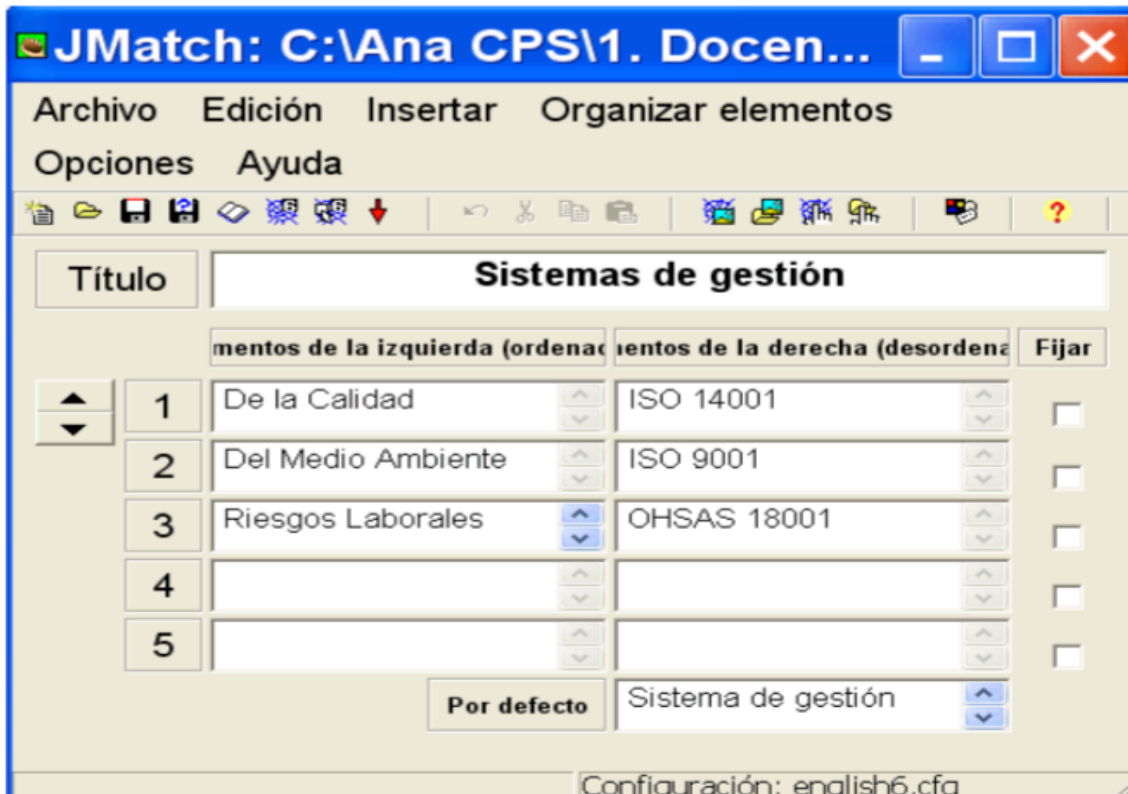 JMatch: C:\Ana CPS\1. Docen...
Archivo Edición Insertar Organizar elementos
Opciones Ayuda
Título Sistemas de gestión
mentos de la izquierda (ordenad entos de la derecha (desordena Fijar
1 De la Calidad ISO 14001
2 Del Medio Ambiente ISO 9001
3 Riesgos Laborales OHSAS 18001
4
5
Por defecto Sistema de gestión
Configuración: english6.cfg